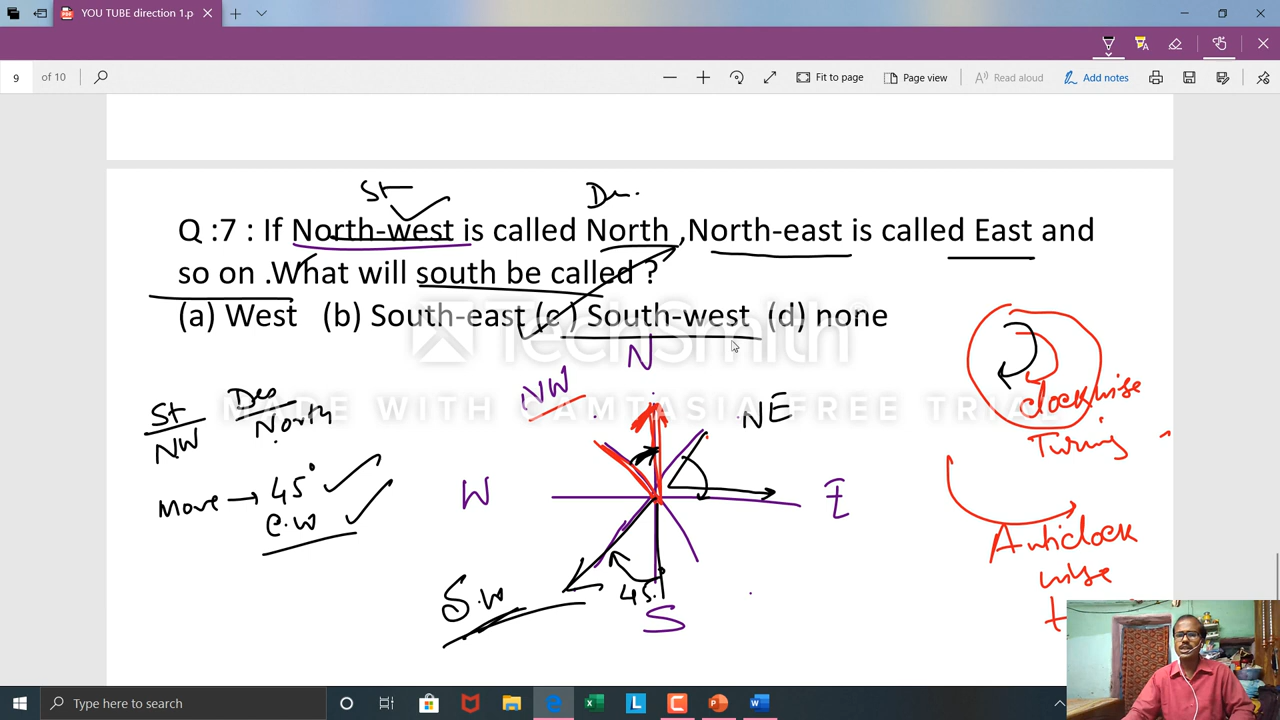 YOU TUBE direction 1.p
9 of 10
Fit to page
Page view
Read aloud
Add notes
St
Des.
Q :7 : If North-west is called North ,North-east is called East and
so on .What will south be called ?
(a) West (b) South-east (c ) South-west (d) none
TechSmith
MADE WITH CAMTASIA FREE TRIAL
N
NW
NE
W
E
S.W
45°
S
St Des
NW North
Move → 45°
C.W
clockwise
Turning
Anticlock
wise
t
Type here to search